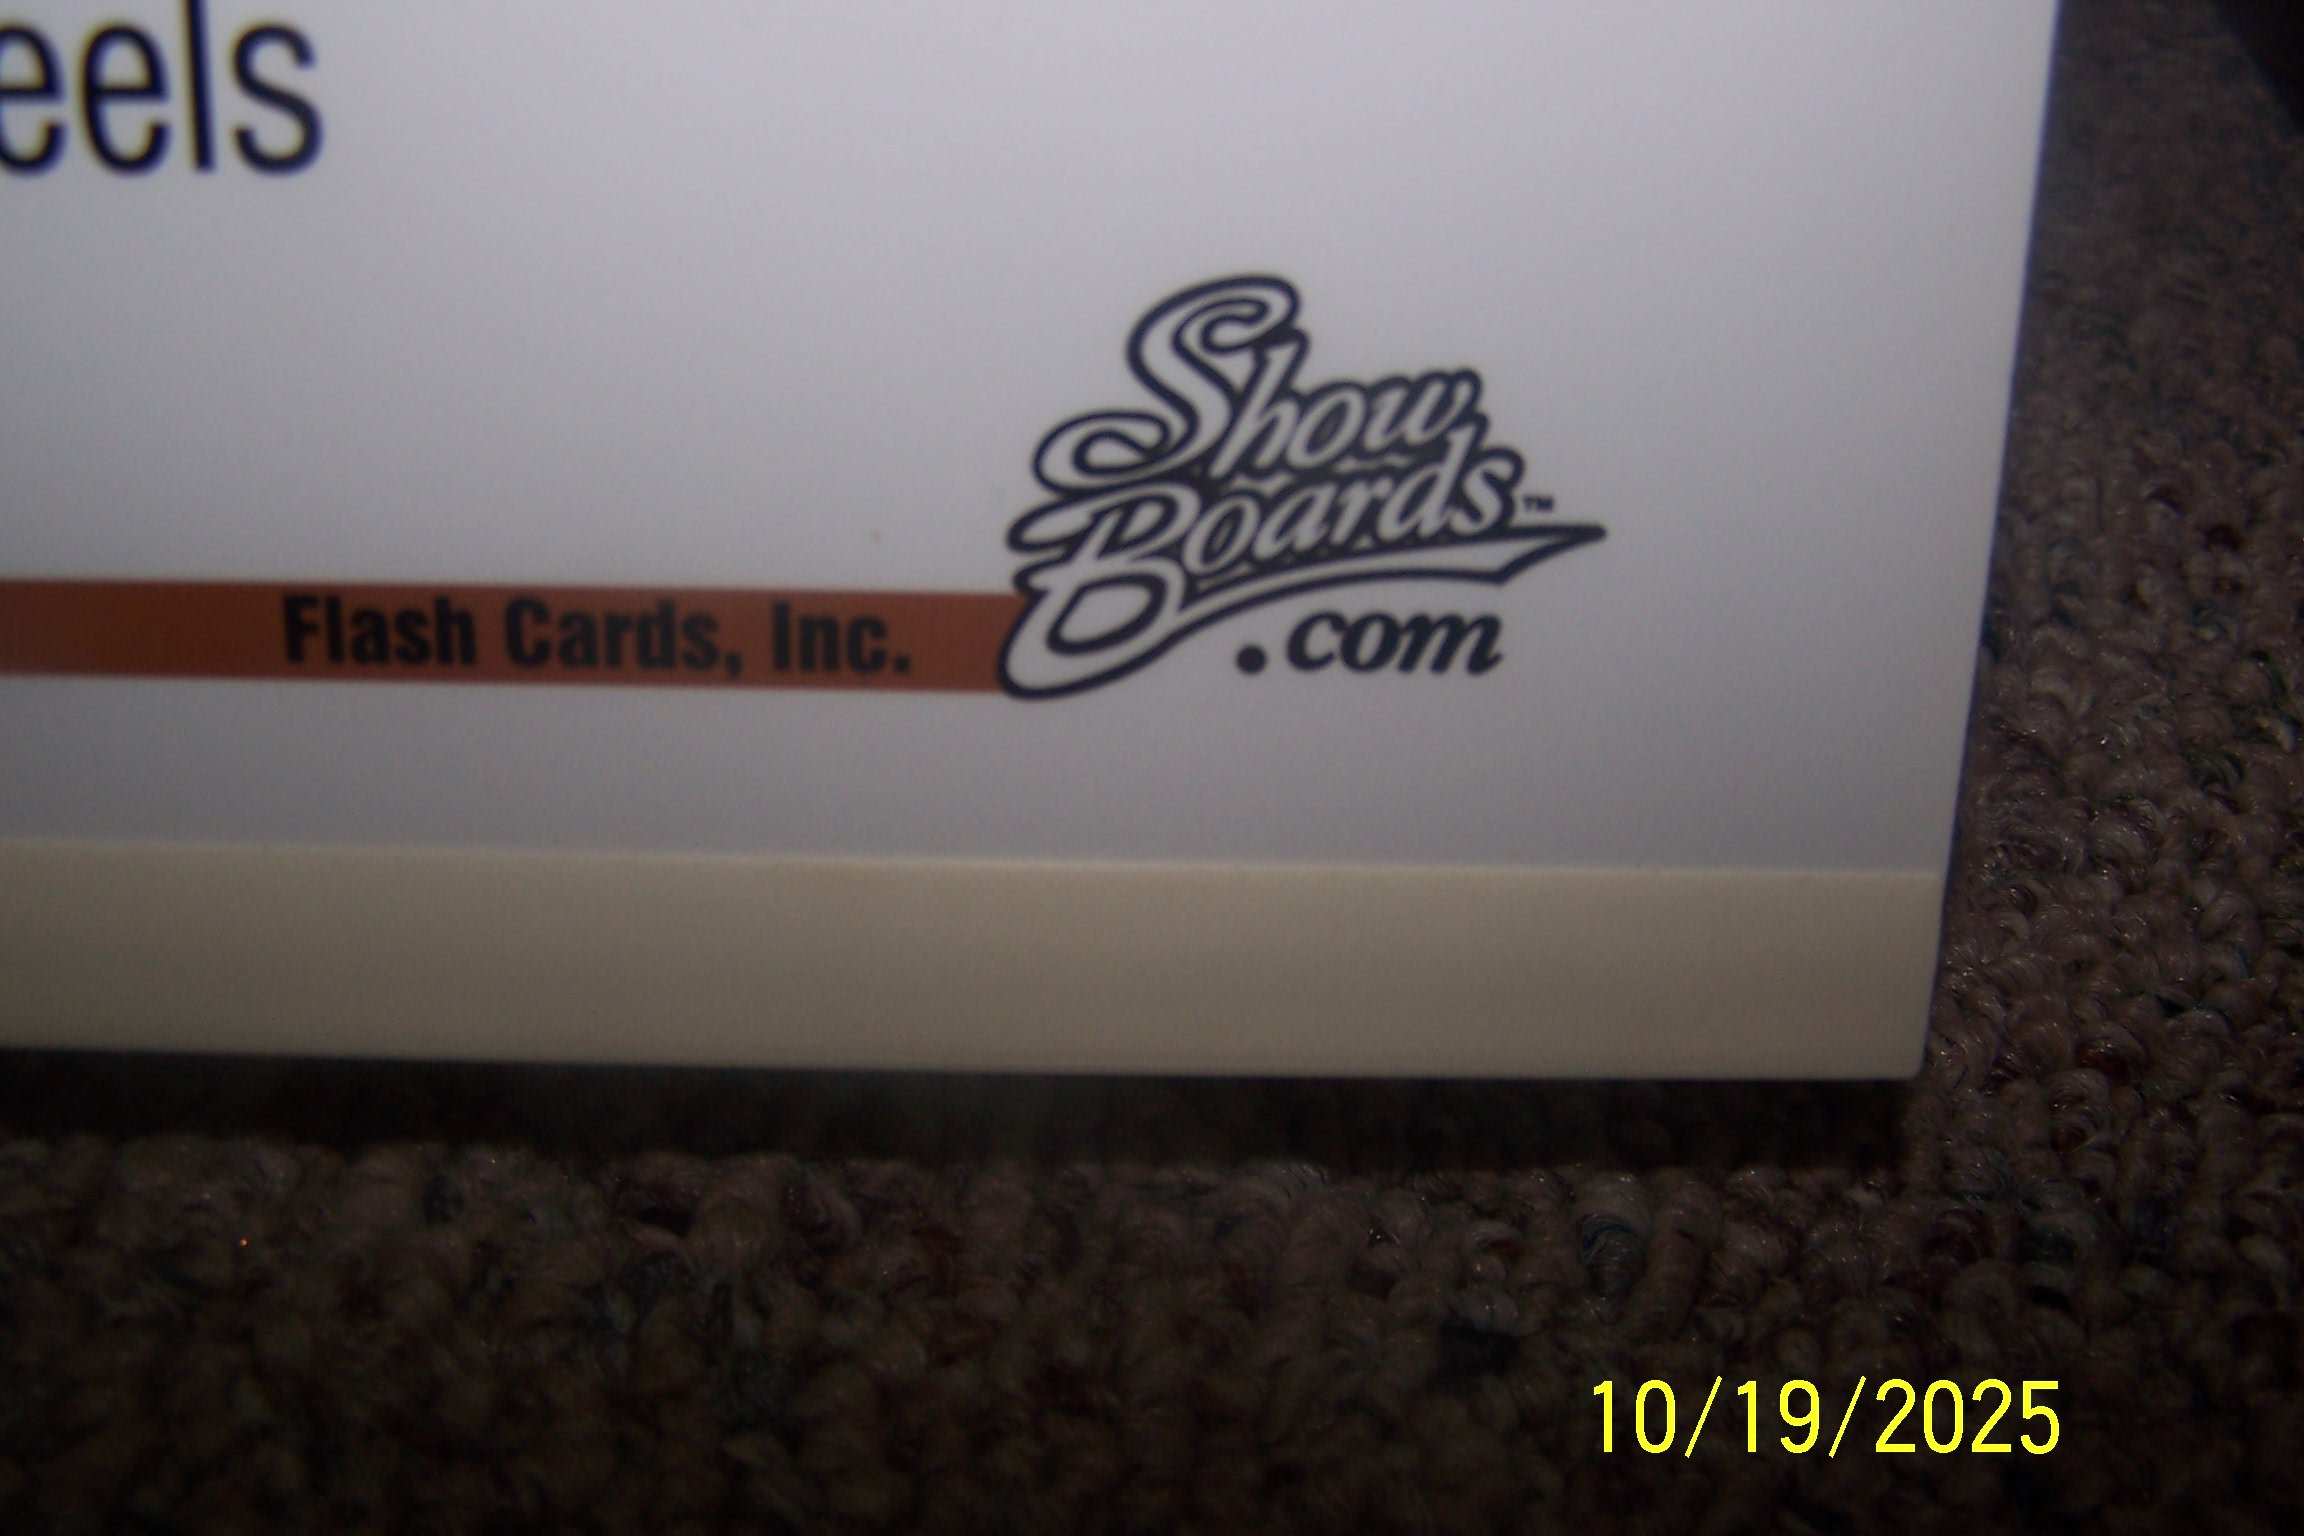 eels
Show
Boards™
Flash Cards, Inc.
.com
10/19/2025